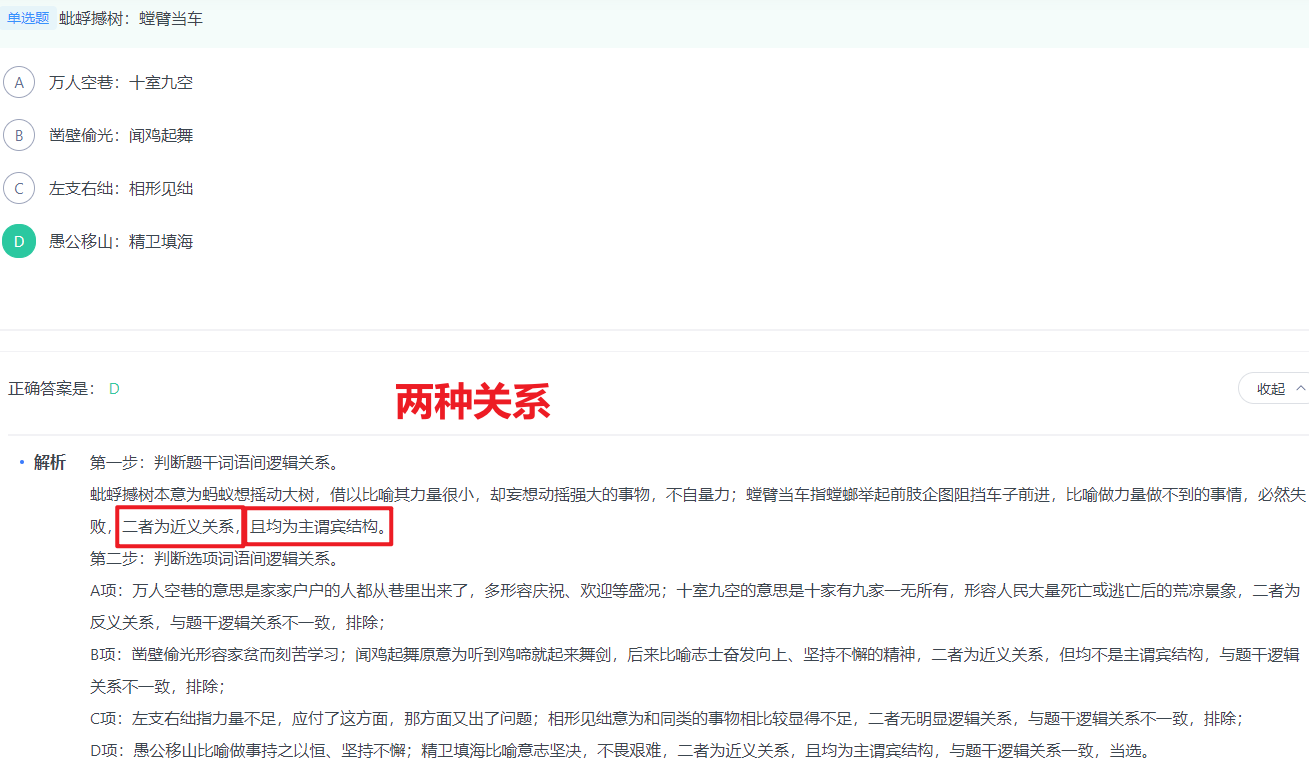 单选题 蚍蜉撼树：螳臂当车
A 万人空巷：十室九空
B 凿壁偷光：闻鸡起舞
C 左支右绌：相形见绌
D 愚公移山：精卫填海
正确答案是： D
两种关系
收起
解析 第一步：判断题干词语间逻辑关系。
蚍蜉撼树本意为蚂蚁想摇动大树，借以比喻其力量很小，却妄想动摇强大的事物，不自量力；螳臂当车指螳螂举起前肢企图阻挡车子前进，比喻做力量做不到的事情，必然失
败，二者为近义关系，且均为主谓宾结构。
第二步：判断选项词语间逻辑关系。
A项：万人空巷的意思是家家户户的人都从巷里出来了，多形容庆祝、欢迎等盛况；十室九空的意思是十家有九家一无所有，形容人民大量死亡或逃亡后的荒凉景象，二者为
反义关系，与题干逻辑关系不一致，排除；
B项：凿壁偷光形容家贫而刻苦学习；闻鸡起舞原意为听到鸡啼就起来舞剑，后来比喻志士奋发向上、坚持不懈的精神，二者为近义关系，但均不是主谓宾结构，与题干逻辑
关系不一致，排除；
C项：左支右绌指力量不足，应付了这方面，那方面又出了问题；相形见绌意为和同类的事物相比较显得不足，二者无明显逻辑关系，与题干逻辑关系不一致，排除；
D项：愚公移山比喻做事持之以恒、坚持不懈；精卫填海比喻意志坚决，不畏艰难，二者为近义关系，且均为主谓宾结构，与题干逻辑关系一致，当选。